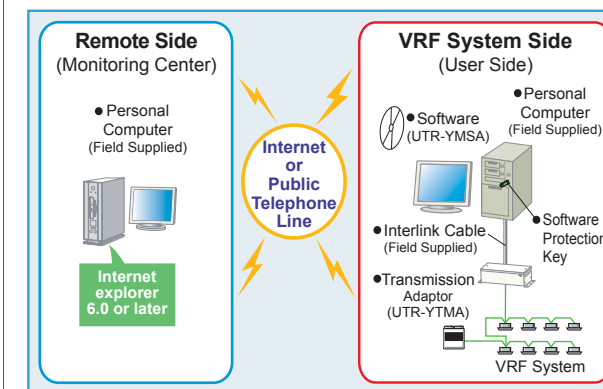 Remote Side
(Monitoring Center)
● Personal
Computer
(Field Supplied)
Internet
explorer
6.0 or later
Internet
or
Public
Telephone
Line
VRF System Side
(User Side)
● Software
(UTR-YMSA)
● Personal
Computer
(Field Supplied)
● Interlink Cable
(Field Supplied)
● Software
Protection
Key
● Transmission
Adaptor
(UTR-YTMA)
VRF System